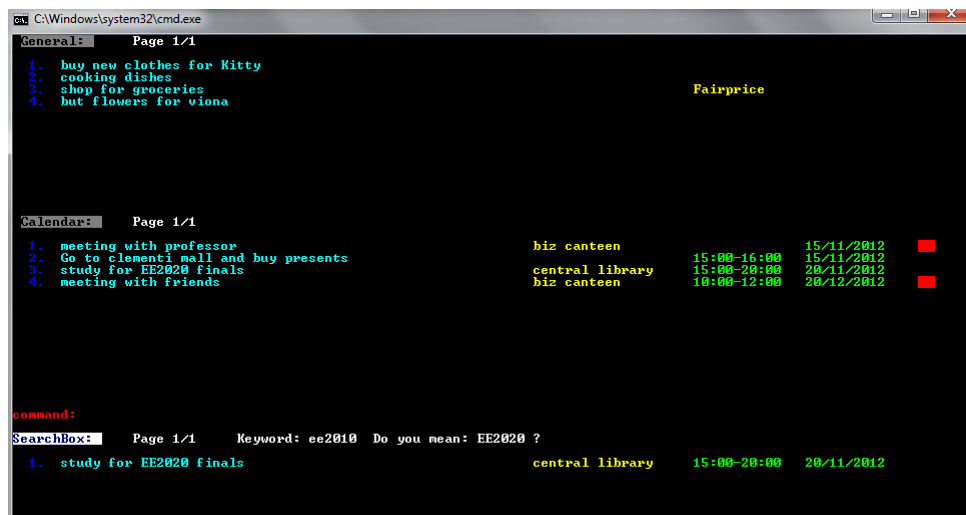 C:\Windows\system32\cmd.exe
General: Page 1/1
1. buy new clothes for Kitty
2. cooking dishes
3. shop for groceries Fairprice
4. but flowers for viona
Calendar: Page 1/1
1. meeting with professor biz canteen 15/11/2012
2. Go to clementi mall and buy presents 15:00-16:00 15/11/2012
3. study for EE2020 finals central library 15:00-20:00 20/11/2012
4. meeting with friends biz canteen 10:00-12:00 20/12/2012
command:
SearchBox: Page 1/1 Keyword: ee2010 Do you mean: EE2020 ?
1. study for EE2020 finals central library 15:00-20:00 20/11/2012